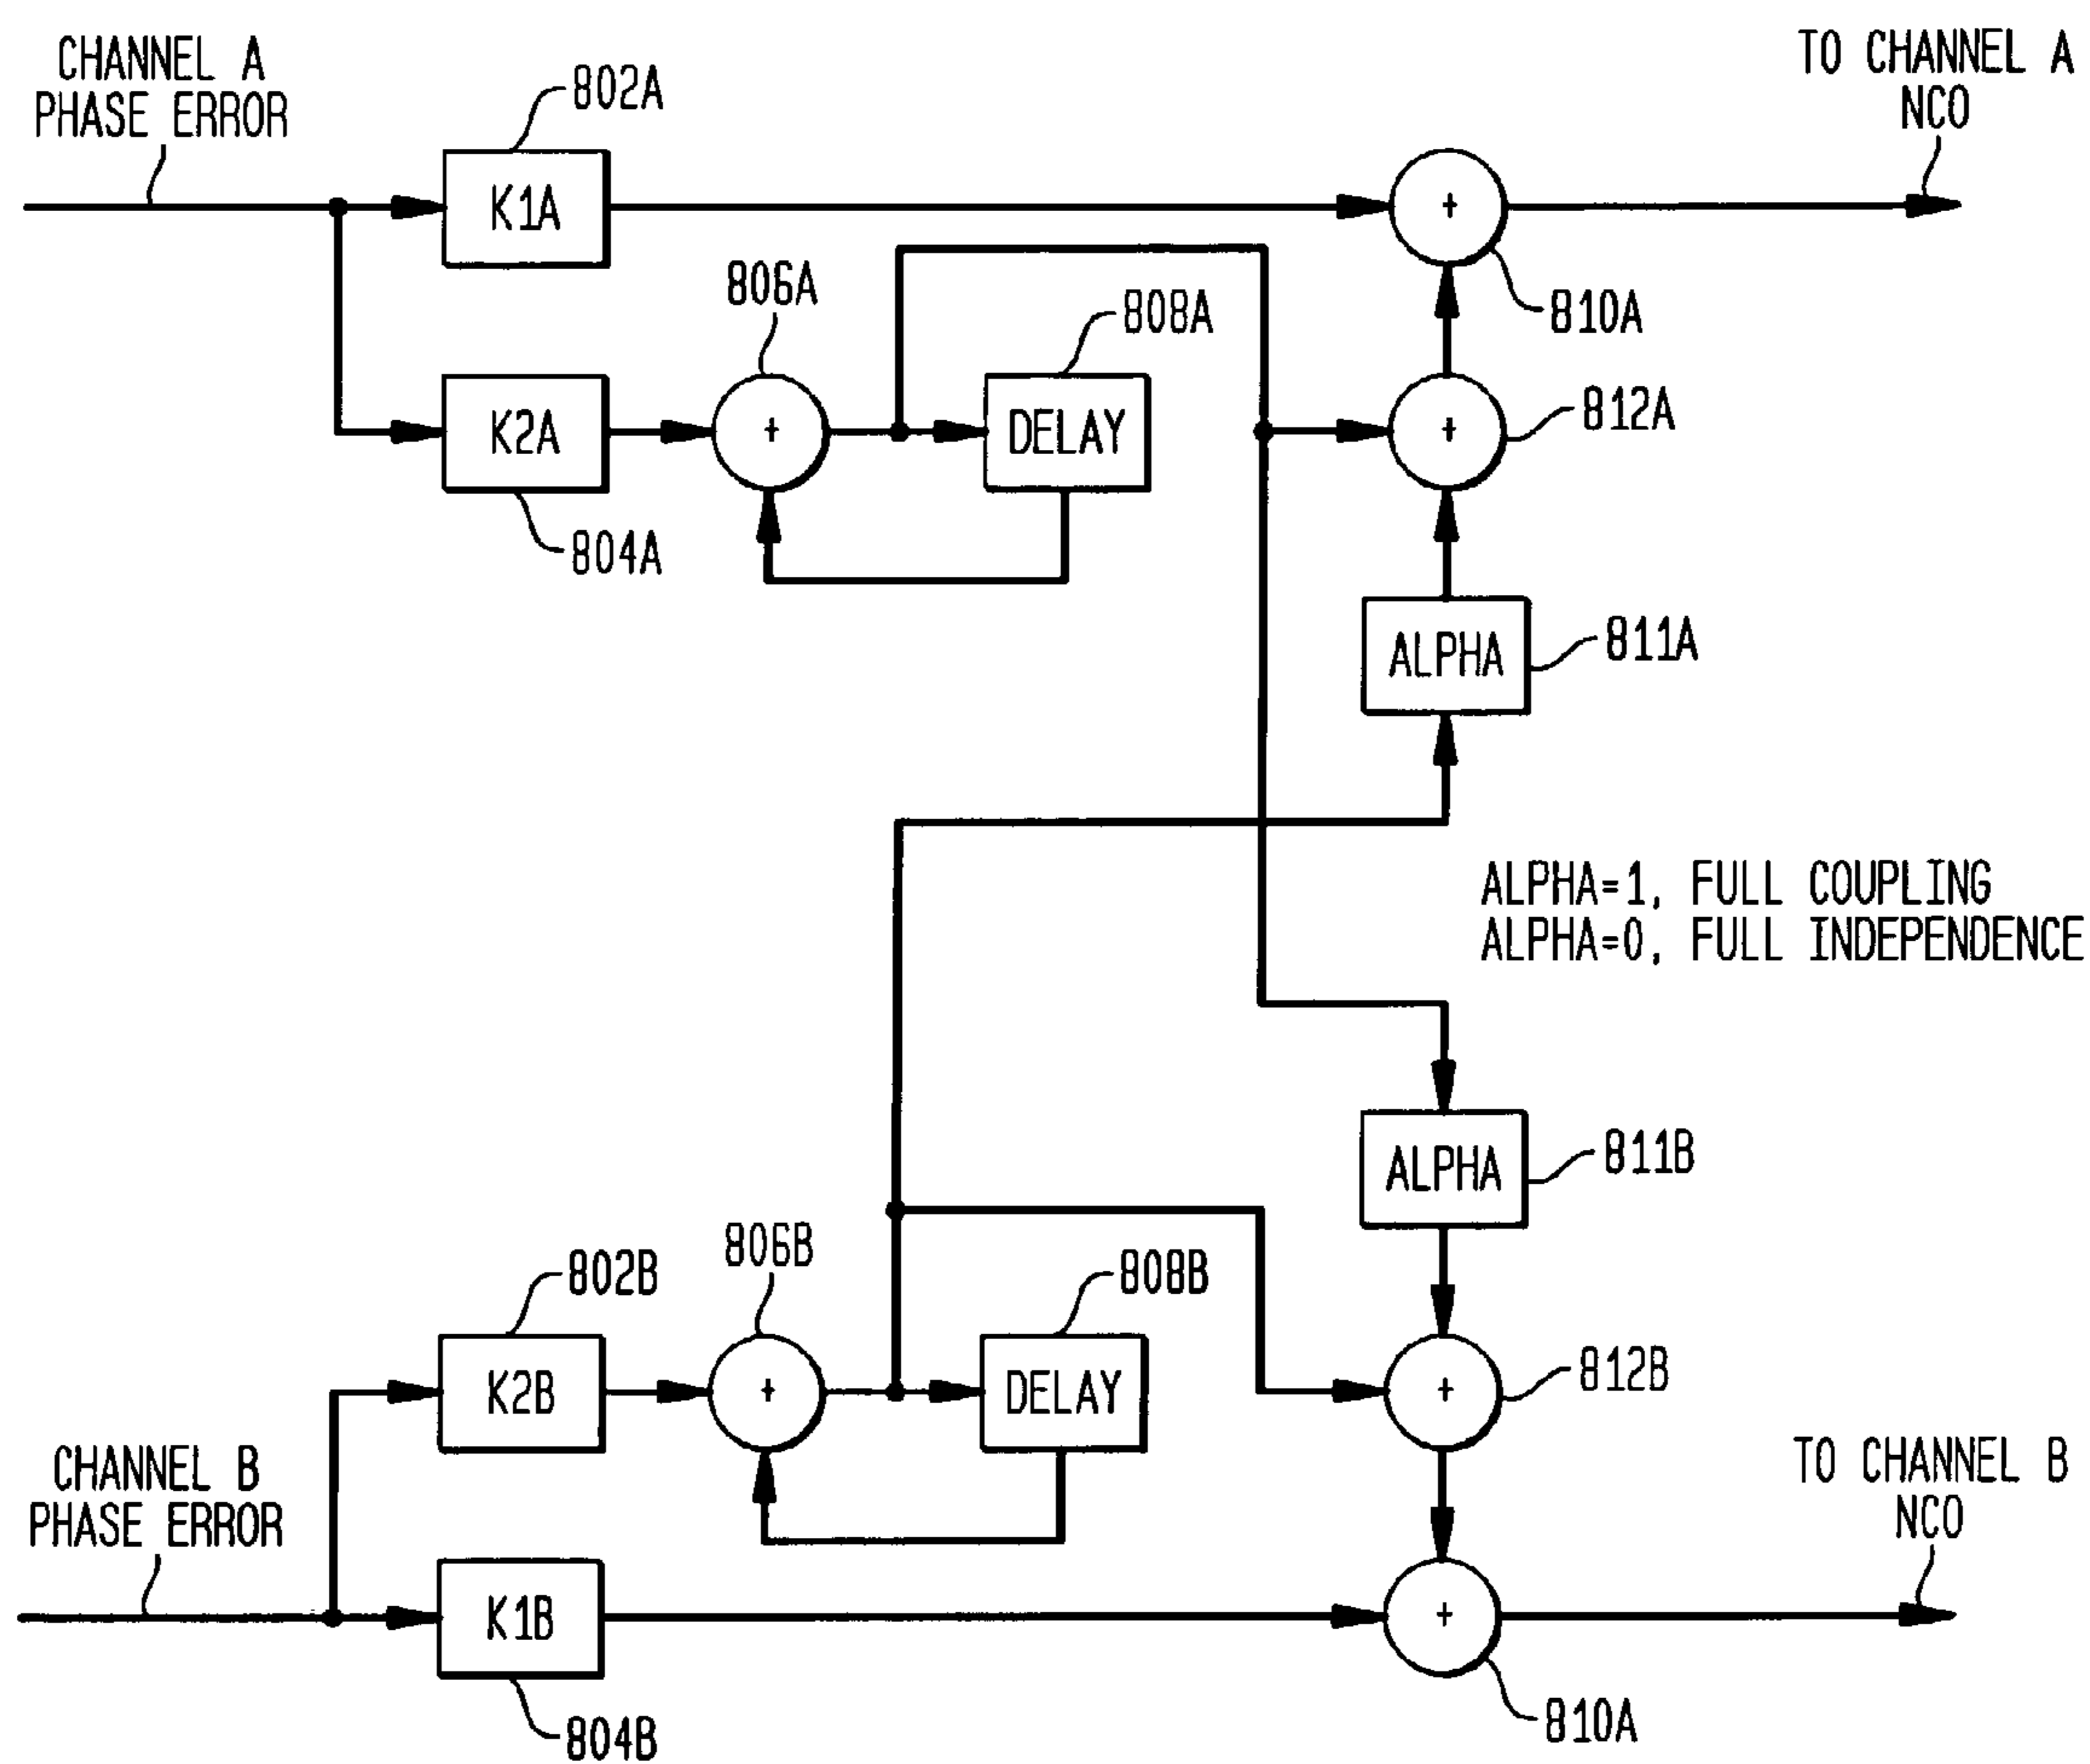 CHANNEL A
PHASE ERROR
802A
TO CHANNEL A
NCO
K1A
+
810A
806A
808A
K2A
+
DELAY
+
812A
804A
ALPHA
811A
ALPHA=1, FULL COUPLING
ALPHA=0, FULL INDEPENDENCE
ALPHA
811B
802B
806B
808B
K2B
+
DELAY
+
812B
CHANNEL B
PHASE ERROR
TO CHANNEL B
NCO
K1B
+
804B
810A